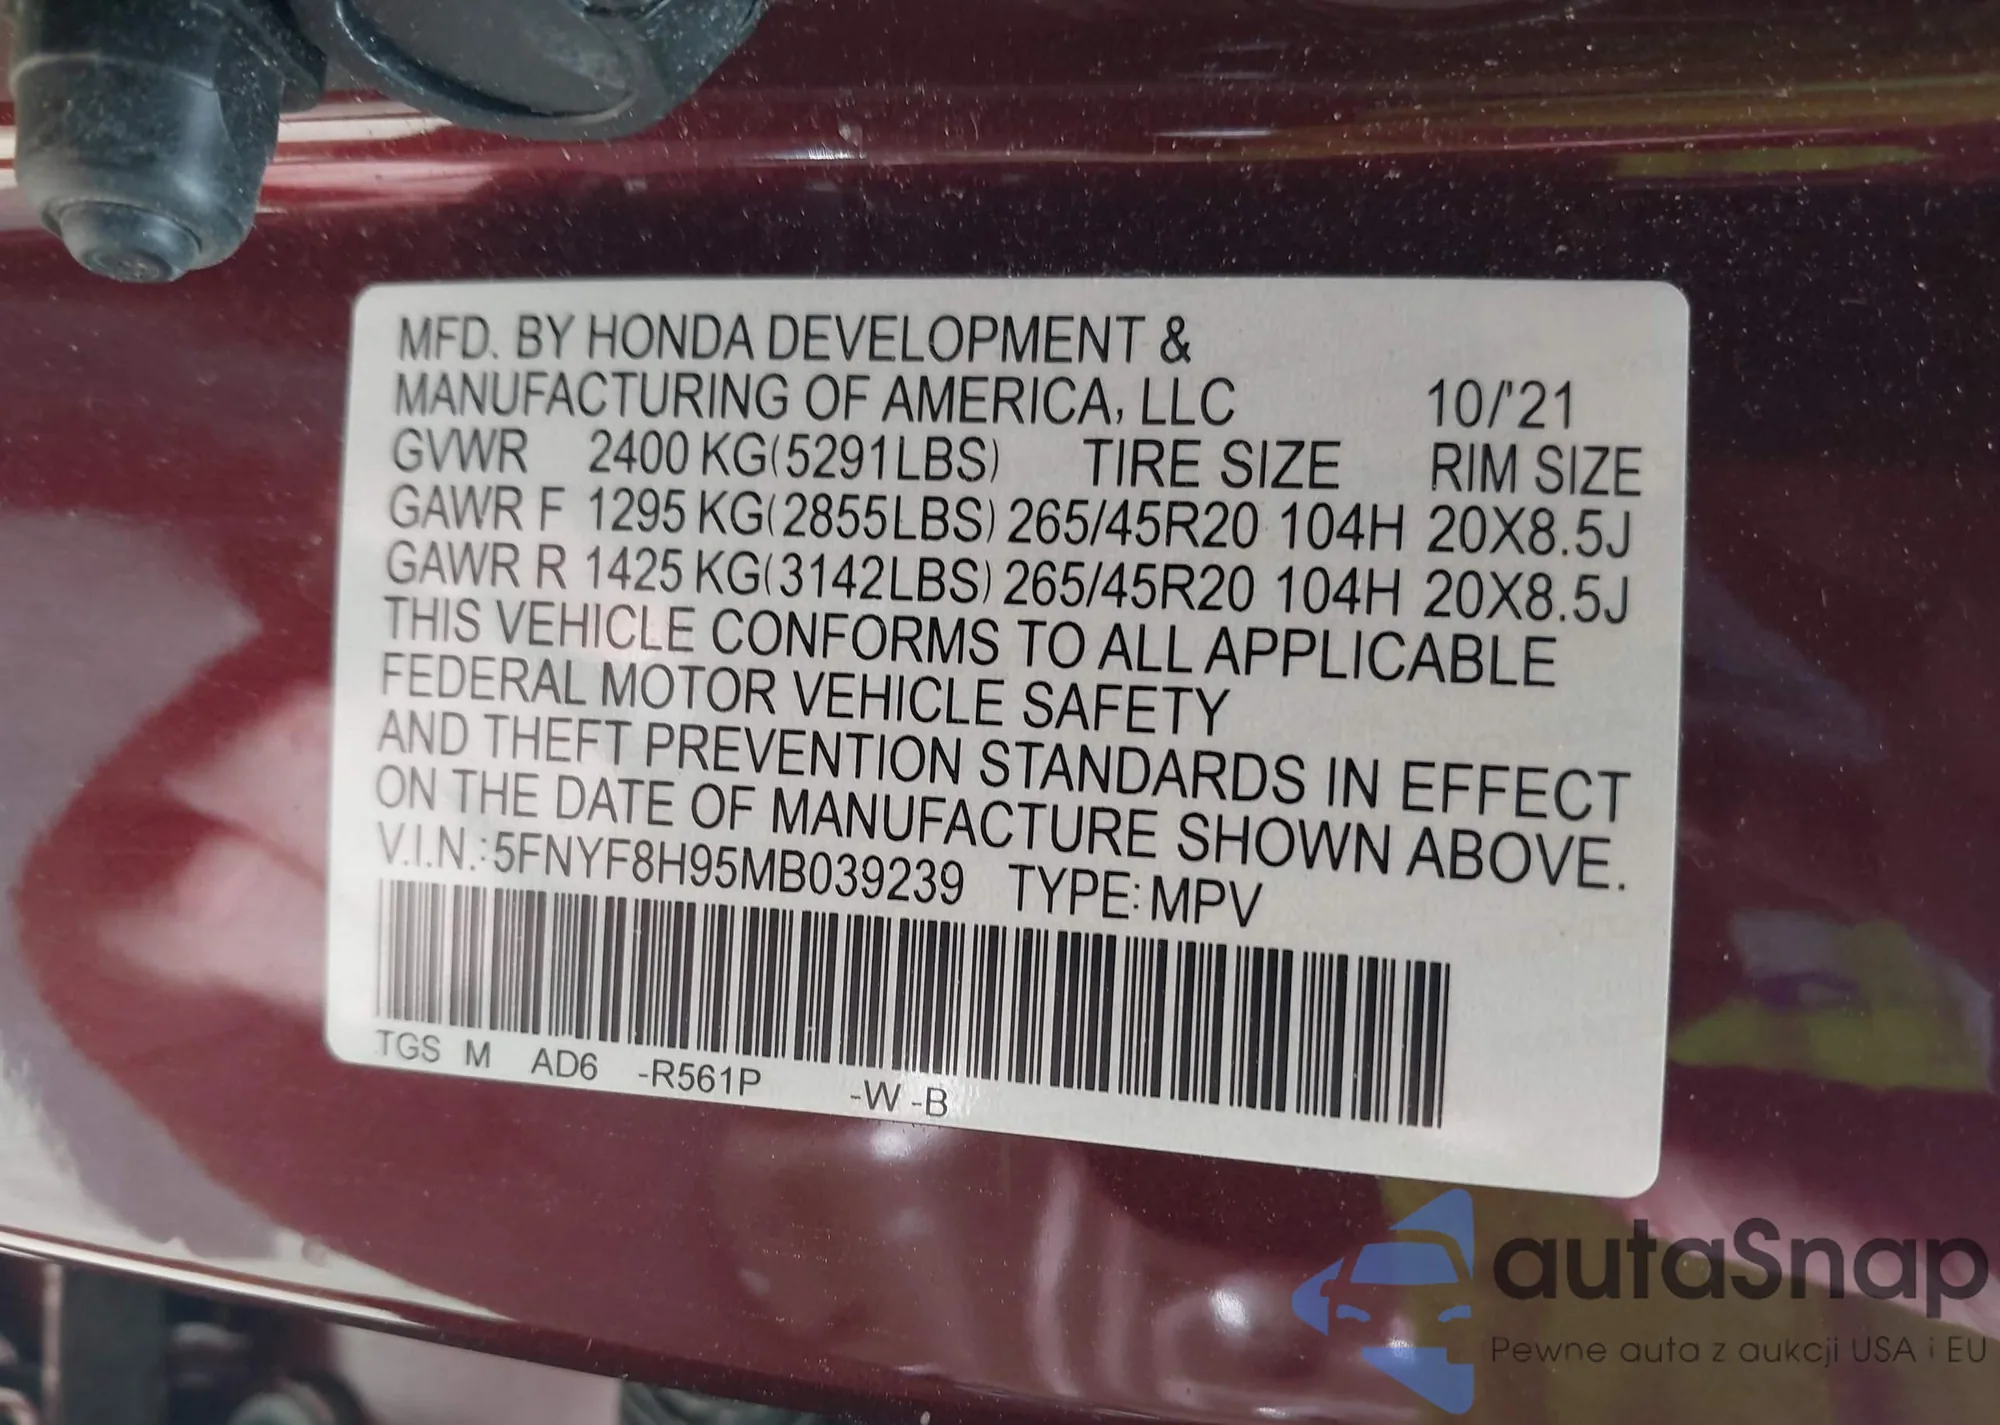 MFD. BY HONDA DEVELOPMENT &
MANUFACTURING OF AMERICA, LLC 10/'21
GVWR 2400 KG(5291LBS) TIRE SIZE RIM SIZE
GAWR F 1295 KG(2855LBS) 265/45R20 104H 20X8.5J
GAWR R 1425 KG(3142LBS) 265/45R20 104H 20X8.5J
THIS VEHICLE CONFORMS TO ALL APPLICABLE
FEDERAL MOTOR VEHICLE SAFETY
AND THEFT PREVENTION STANDARDS IN EFFECT
ON THE DATE OF MANUFACTURE SHOWN ABOVE.
V.I.N.:5FNYF8H95MB039239 TYPE:MPV
TGS M AD6 -R561P -W -B
autaSnap
Pewne auta z aukcji USA i EU